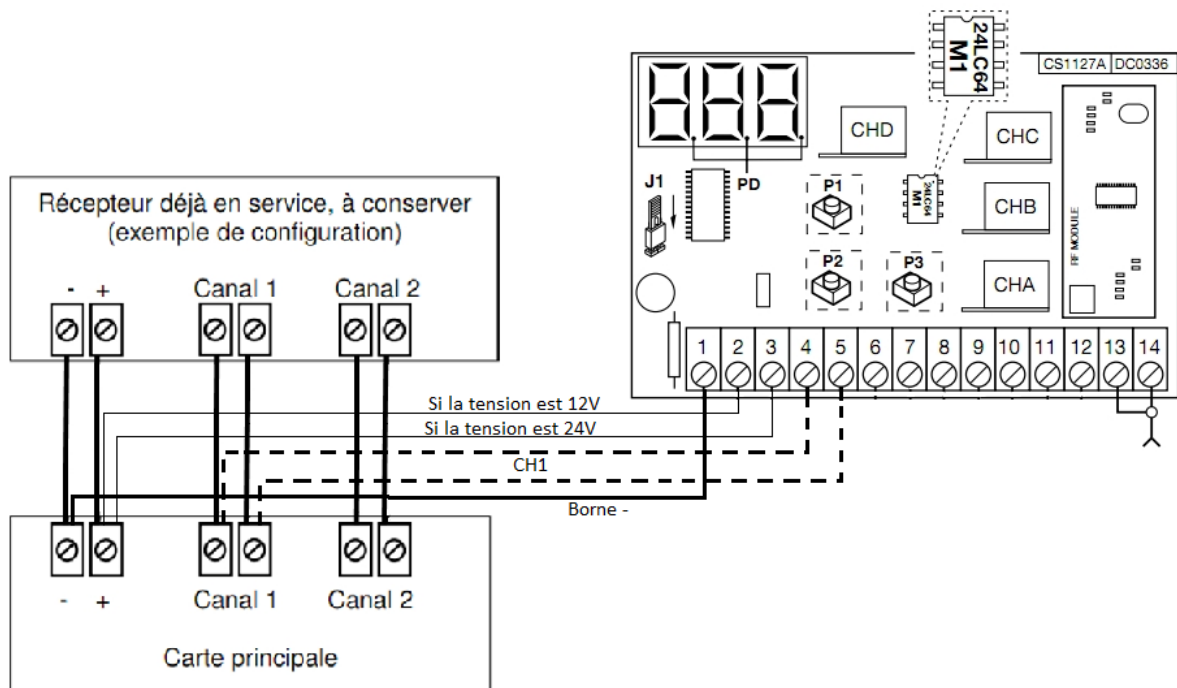 24LC64
M1
CS1127A DC0336
CHD
CHC
J1
PD
P1
24LC64
M1
CHB
RF MODULE
P2
P3
CHA
Récepteur déjà en service, à conserver
(exemple de configuration)
- + Canal 1 Canal 2
1 2 3 4 5 6 7 8 9 10 11 12 13 14
Si la tension est 12V
Si la tension est 24V
CH1
Borne -
- + Canal 1 Canal 2
Carte principale